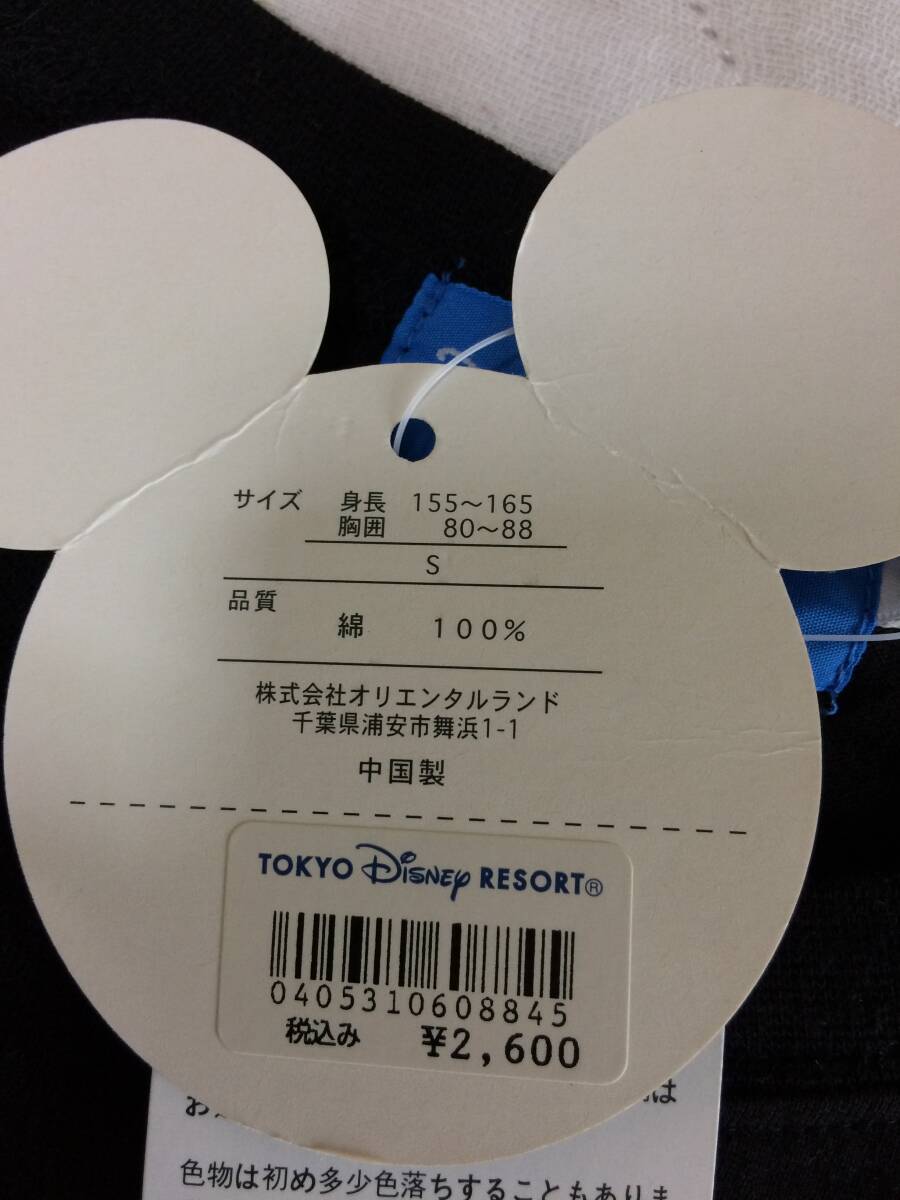 サイズ 身長 155～165
胸囲 80～88
S
品質
綿 100%
株式会社オリエンタルランド
千葉県浦安市舞浜1-1
中国製
TOKYO Disney RESORT®
0405310608845
税込み ¥2,600
は
色物は初め多少色落ちすることもありま